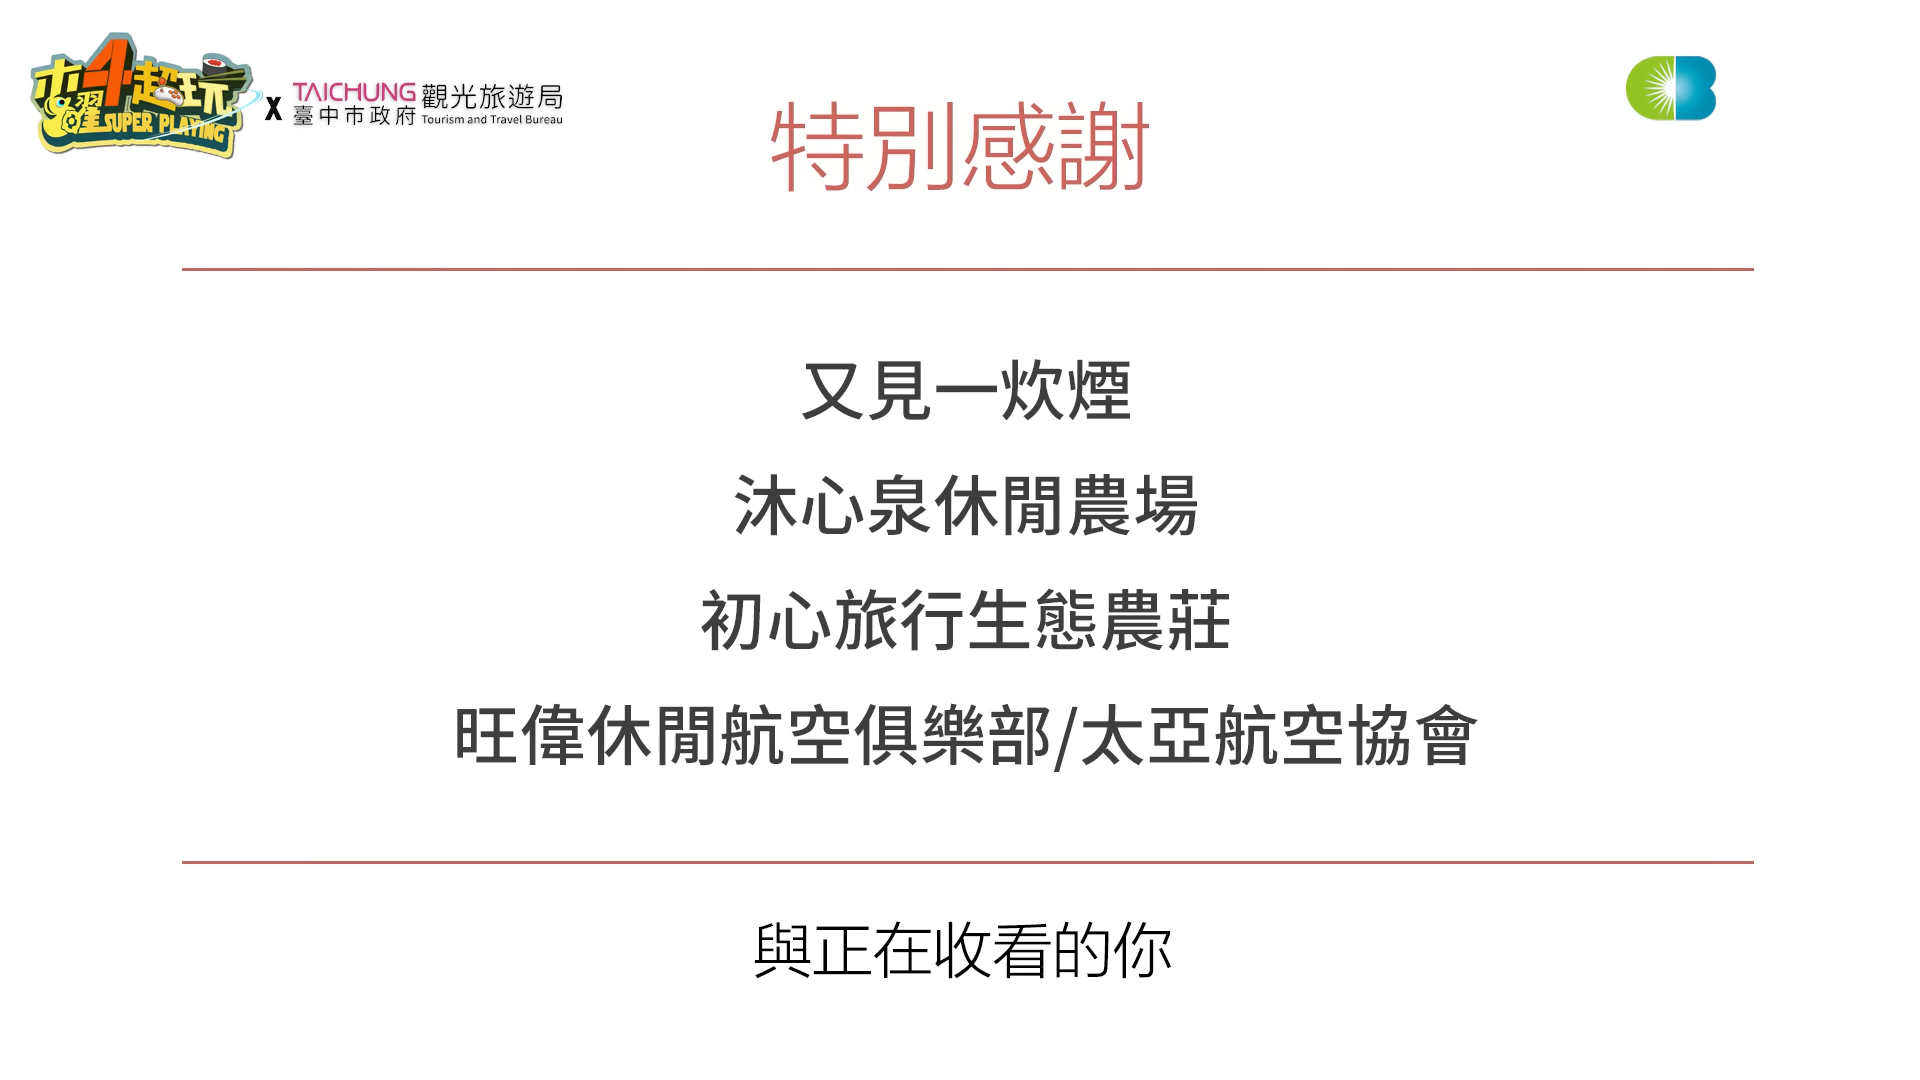 木曜4超玩
SUPER PLAYING
X
TAICHUNG
臺中市政府
觀光旅遊局
Tourism and Travel Bureau
特別感謝
又見一炊煙
沐心泉休閒農場
初心旅行生態農莊
旺偉休閒航空俱樂部/太亞航空協會
與正在收看的你